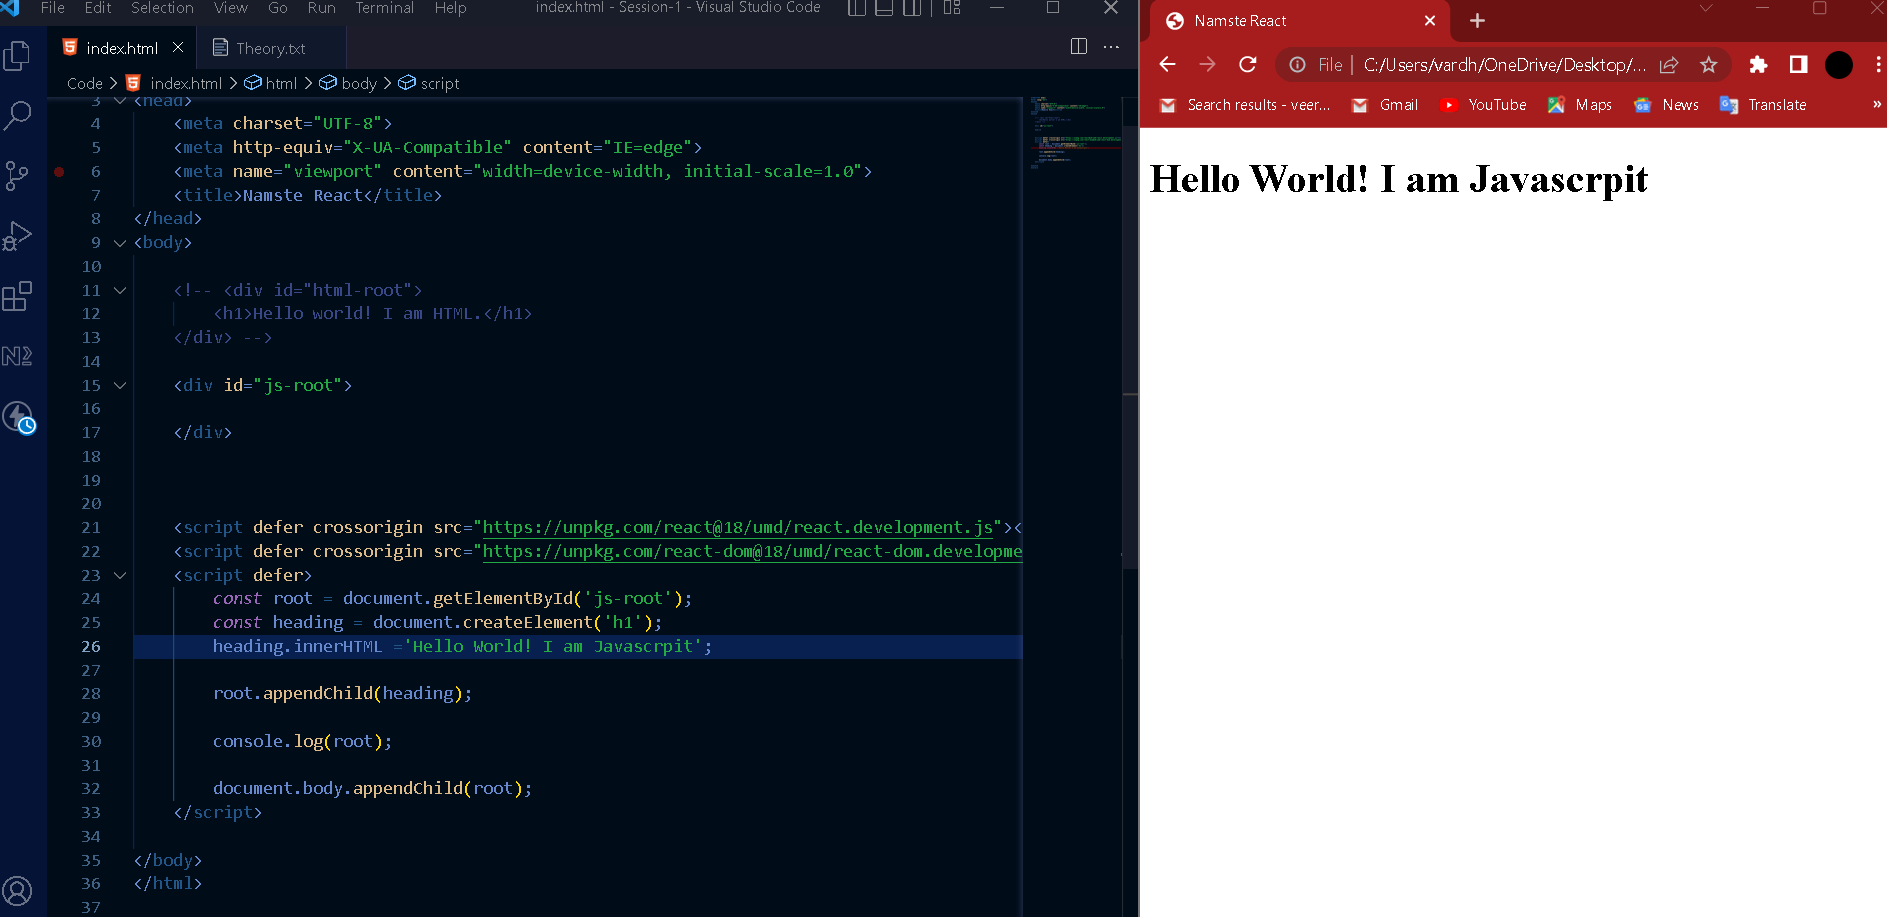 File Edit Selection View Go Run Terminal Help index.html - Session-1 - Visual Studio Code
index.html Theory.txt
Code > index.html > html > body > script
3 <head>
4 <meta charset="UTF-8">
5 <meta http-equiv="X-UA-Compatible" content="IE=edge">
6 <meta name="viewport" content="width=device-width, initial-scale=1.0">
7 <title>Namste React</title>
8 </head>
9 <body>
10
11 <!-- <div id="html-root">
12 <h1>Hello world! I am HTML.</h1>
13 </div> -->
14
15 <div id="js-root">
16
17 </div>
18
19
20
21 <script defer crossorigin src="https://unpkg.com/react@18/umd/react.development.js"><
22 <script defer crossorigin src="https://unpkg.com/react-dom@18/umd/react-dom.developme
23 <script defer>
24 const root = document.getElementById('js-root');
25 const heading = document.createElement('h1');
26 heading.innerHTML ='Hello World! I am Javascrpit';
27
28 root.appendChild(heading);
29
30 console.log(root);
31
32 document.body.appendChild(root);
33 </script>
34
35 </body>
36 </html>
37
Namste React
File | C:/Users/vardh/OneDrive/Desktop/...
Search results - veer... Gmail YouTube Maps News Translate »
Hello World! I am Javascrpit